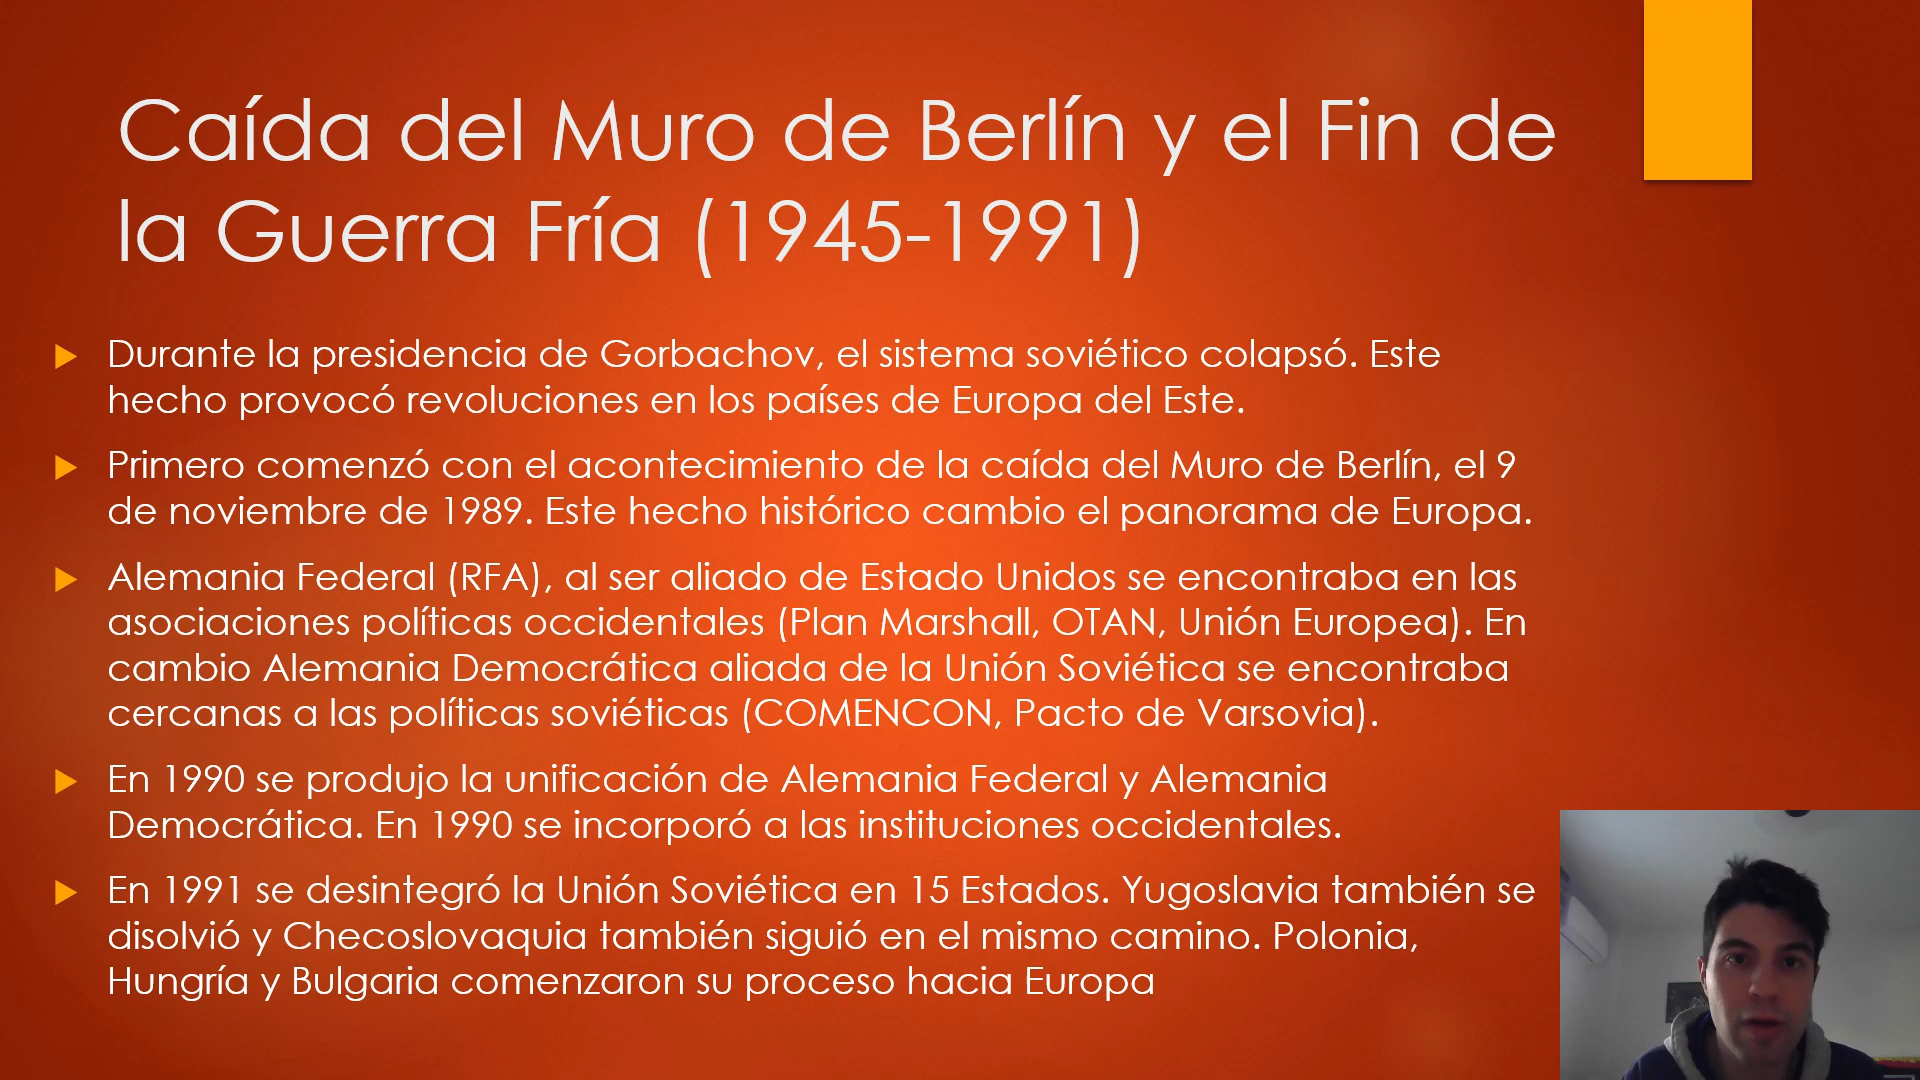 Caída del Muro de Berlín y el Fin de
la Guerra Fría (1945-1991)
Durante la presidencia de Gorbachov, el sistema soviético colapsó. Este
hecho provocó revoluciones en los países de Europa del Este.
Primero comenzó con el acontecimiento de la caída del Muro de Berlín, el 9
de noviembre de 1989. Este hecho histórico cambio el panorama de Europa.
Alemania Federal (RFA), al ser aliado de Estado Unidos se encontraba en las
asociaciones políticas occidentales (Plan Marshall, OTAN, Unión Europea). En
cambio Alemania Democrática aliada de la Unión Soviética se encontraba
cercanas a las políticas soviéticas (COMENCON, Pacto de Varsovia).
En 1990 se produjo la unificación de Alemania Federal y Alemania
Democrática. En 1990 se incorporó a las instituciones occidentales.
En 1991 se desintegró la Unión Soviética en 15 Estados. Yugoslavia también se
disolvió y Checoslovaquia también siguió en el mismo camino. Polonia,
Hungría y Bulgaria comenzaron su proceso hacia Europa